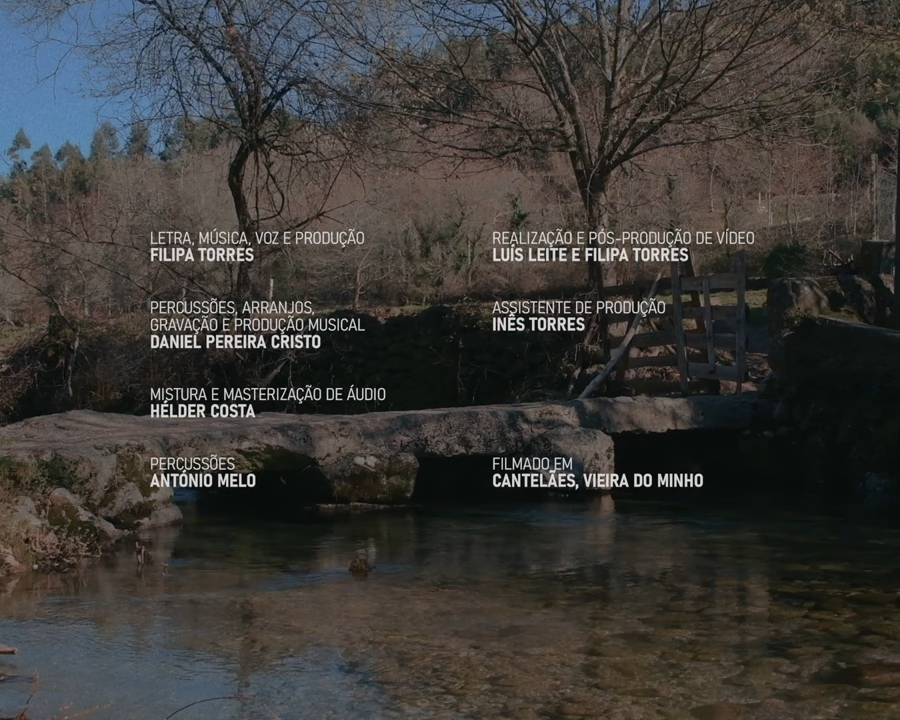 LETRA, MÚSICA, VOZ E PRODUÇÃO
FILIPA TORRES
PERCUSSÕES, ARRANJOS,
GRAVAÇÃO E PRODUÇÃO MUSICAL
DANIEL PEREIRA CRISTO
MISTURA E MASTERIZAÇÃO DE ÁUDIO
HÉLDER COSTA
PERCUSSÕES
ANTÓNIO MELO
REALIZAÇÃO E PÓS-PRODUÇÃO DE VÍDEO
LUÍS LEITE E FILIPA TORRES
ASSISTENTE DE PRODUÇÃO
INÊS TORRES
FILMADO EM
CANTELÃES, VIEIRA DO MINHO